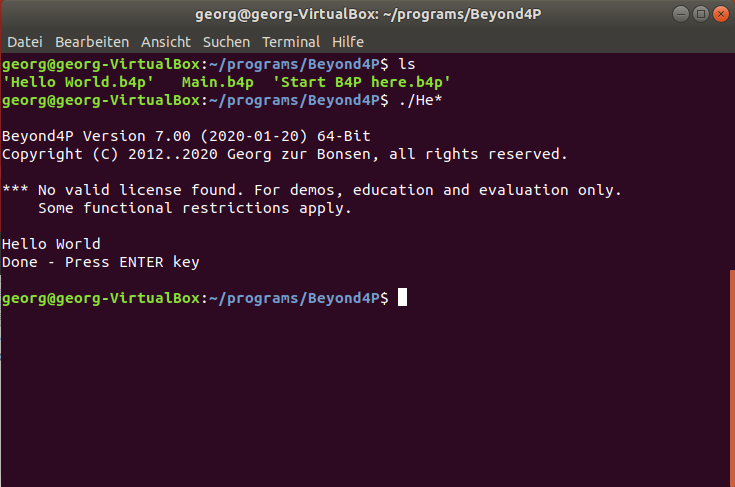 georg@georg-VirtualBox: ~/programs/Beyond4P
Datei Bearbeiten Ansicht Suchen Terminal Hilfe
georg@georg-VirtualBox:~/programs/Beyond4P$ ls
'Hello World.b4p'   Main.b4p  'Start B4P here.b4p'
georg@georg-VirtualBox:~/programs/Beyond4P$ ./He*
Beyond4P Version 7.00 (2020-01-20) 64-Bit
Copyright (C) 2012..2020 Georg zur Bonsen, all rights reserved.
*** No valid license found. For demos, education and evaluation only.
Some functional restrictions apply.
Hello World
Done - Press ENTER key
georg@georg-VirtualBox:~/programs/Beyond4P$